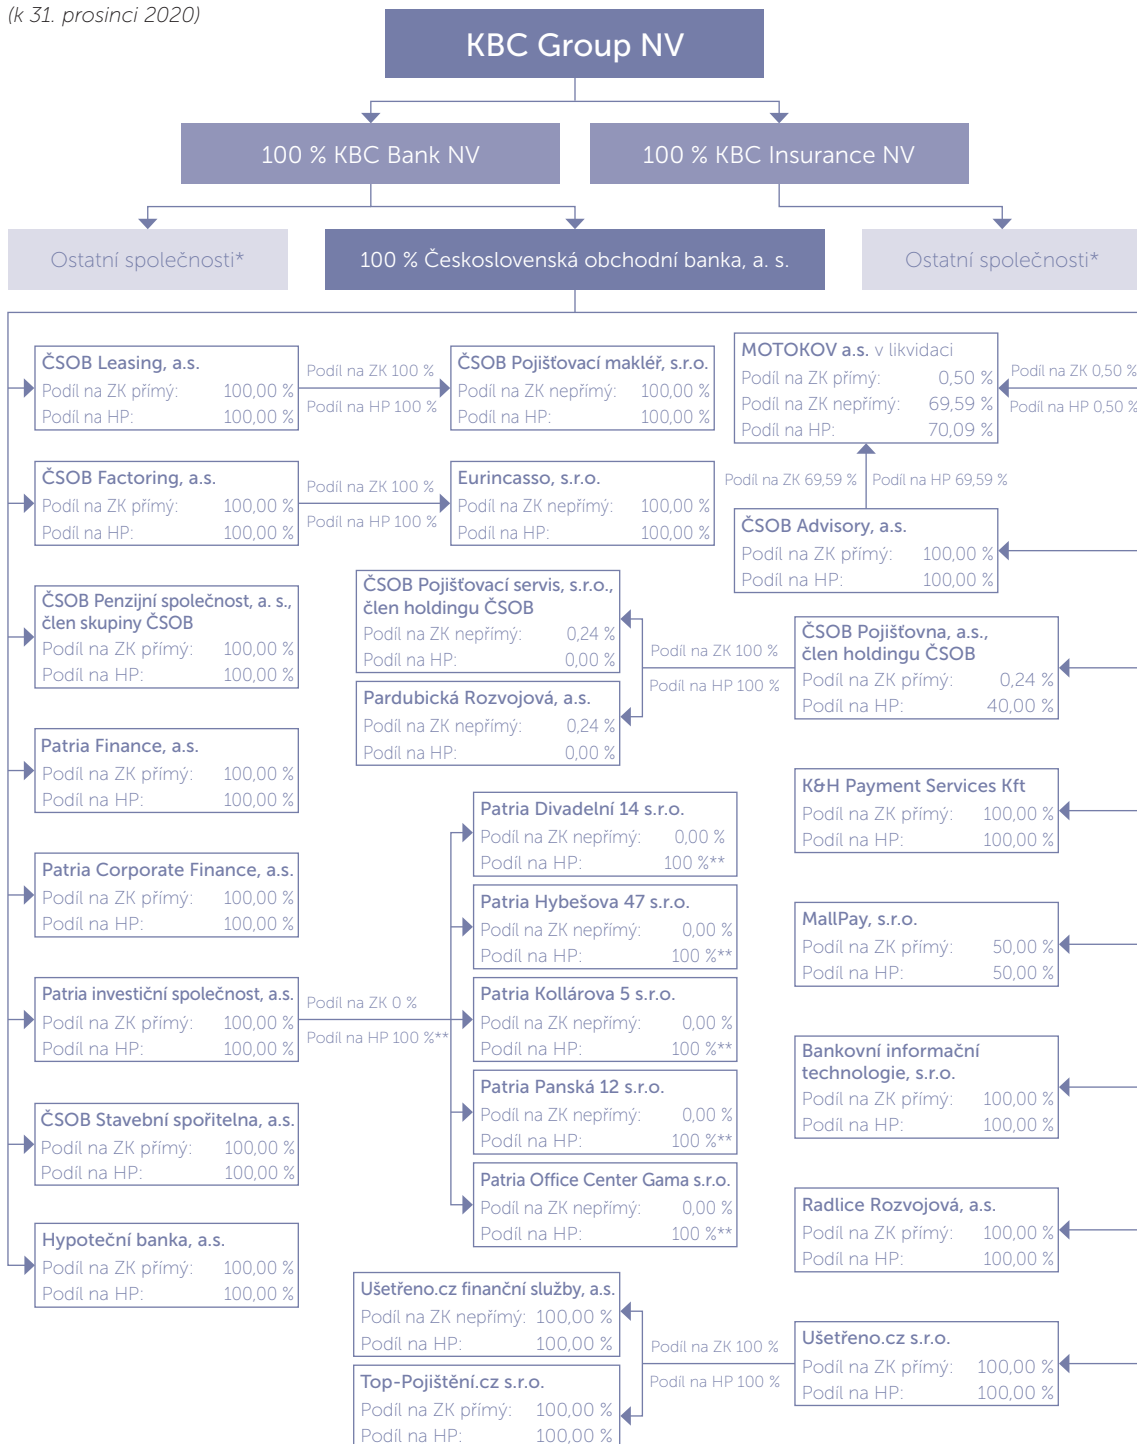 (k 31. prosinci 2020)
KBC Group NV
100 % KBC Bank NV
100 % KBC Insurance NV
Ostatní společnosti*
100 % Československá obchodní banka, a. s.
Ostatní společnosti*
ČSOB Leasing, a.s.
Podíl na ZK přímý: 100,00 %
Podíl na HP: 100,00 %
Podíl na ZK 100 %
Podíl na HP 100 %
ČSOB Pojišťovací makléř, s.r.o.
Podíl na ZK nepřímý: 100,00 %
Podíl na HP: 100,00 %
MOTOKOV a.s. v likvidaci
Podíl na ZK přímý: 0,50 %
Podíl na ZK nepřímý: 69,59 %
Podíl na HP: 70,09 %
Podíl na ZK 0,50 %
Podíl na HP 0,50 %
ČSOB Factoring, a.s.
Podíl na ZK přímý: 100,00 %
Podíl na HP: 100,00 %
Podíl na ZK 100 %
Podíl na HP 100 %
Eurincasso, s.r.o.
Podíl na ZK nepřímý: 100,00 %
Podíl na HP: 100,00 %
Podíl na ZK 69,59 %
Podíl na HP 69,59 %
ČSOB Advisory, a.s.
Podíl na ZK přímý: 100,00 %
Podíl na HP: 100,00 %
ČSOB Penzijní společnost, a. s.,
člen skupiny ČSOB
Podíl na ZK přímý: 100,00 %
Podíl na HP: 100,00 %
ČSOB Pojišťovací servis, s.r.o.,
člen holdingu ČSOB
Podíl na ZK nepřímý: 0,24 %
Podíl na HP: 0,00 %
Pardubická Rozvojová, a.s.
Podíl na ZK nepřímý: 0,24 %
Podíl na HP: 0,00 %
Podíl na ZK 100 %
Podíl na HP 100 %
ČSOB Pojišťovna, a.s.,
člen holdingu ČSOB
Podíl na ZK přímý: 0,24 %
Podíl na HP: 40,00 %
Patria Finance, a.s.
Podíl na ZK přímý: 100,00 %
Podíl na HP: 100,00 %
K&H Payment Services Kft
Podíl na ZK přímý: 100,00 %
Podíl na HP: 100,00 %
Patria Corporate Finance, a.s.
Podíl na ZK přímý: 100,00 %
Podíl na HP: 100,00 %
Patria Divadelní 14 s.r.o.
Podíl na ZK nepřímý: 0,00 %
Podíl na HP: 100 %**
Patria Hybešova 47 s.r.o.
Podíl na ZK nepřímý: 0,00 %
Podíl na HP: 100 %**
MallPay, s.r.o.
Podíl na ZK přímý: 50,00 %
Podíl na HP: 50,00 %
Patria investiční společnost, a.s.
Podíl na ZK přímý: 100,00 %
Podíl na HP: 100,00 %
Podíl na ZK 0 %
Podíl na HP 100 %**
Patria Kollárova 5 s.r.o.
Podíl na ZK nepřímý: 0,00 %
Podíl na HP: 100 %**
Patria Panská 12 s.r.o.
Podíl na ZK nepřímý: 0,00 %
Podíl na HP: 100 %**
Bankovní informační
technologie, s.r.o.
Podíl na ZK přímý: 100,00 %
Podíl na HP: 100,00 %
ČSOB Stavební spořitelna, a.s.
Podíl na ZK přímý: 100,00 %
Podíl na HP: 100,00 %
Patria Office Center Gama s.r.o.
Podíl na ZK nepřímý: 0,00 %
Podíl na HP: 100 %**
Radlice Rozvojová, a.s.
Podíl na ZK přímý: 100,00 %
Podíl na HP: 100,00 %
Hypoteční banka, a.s.
Podíl na ZK přímý: 100,00 %
Podíl na HP: 100,00 %
Ušetřeno.cz finanční služby, a.s.
Podíl na ZK nepřímý: 100,00 %
Podíl na HP: 100,00 %
Top-Pojištění.cz s.r.o.
Podíl na ZK přímý: 100,00 %
Podíl na HP: 100,00 %
Podíl na ZK 100 %
Podíl na HP 100 %
Ušetřeno.cz s.r.o.
Podíl na ZK přímý: 100,00 %
Podíl na HP: 100,00 %